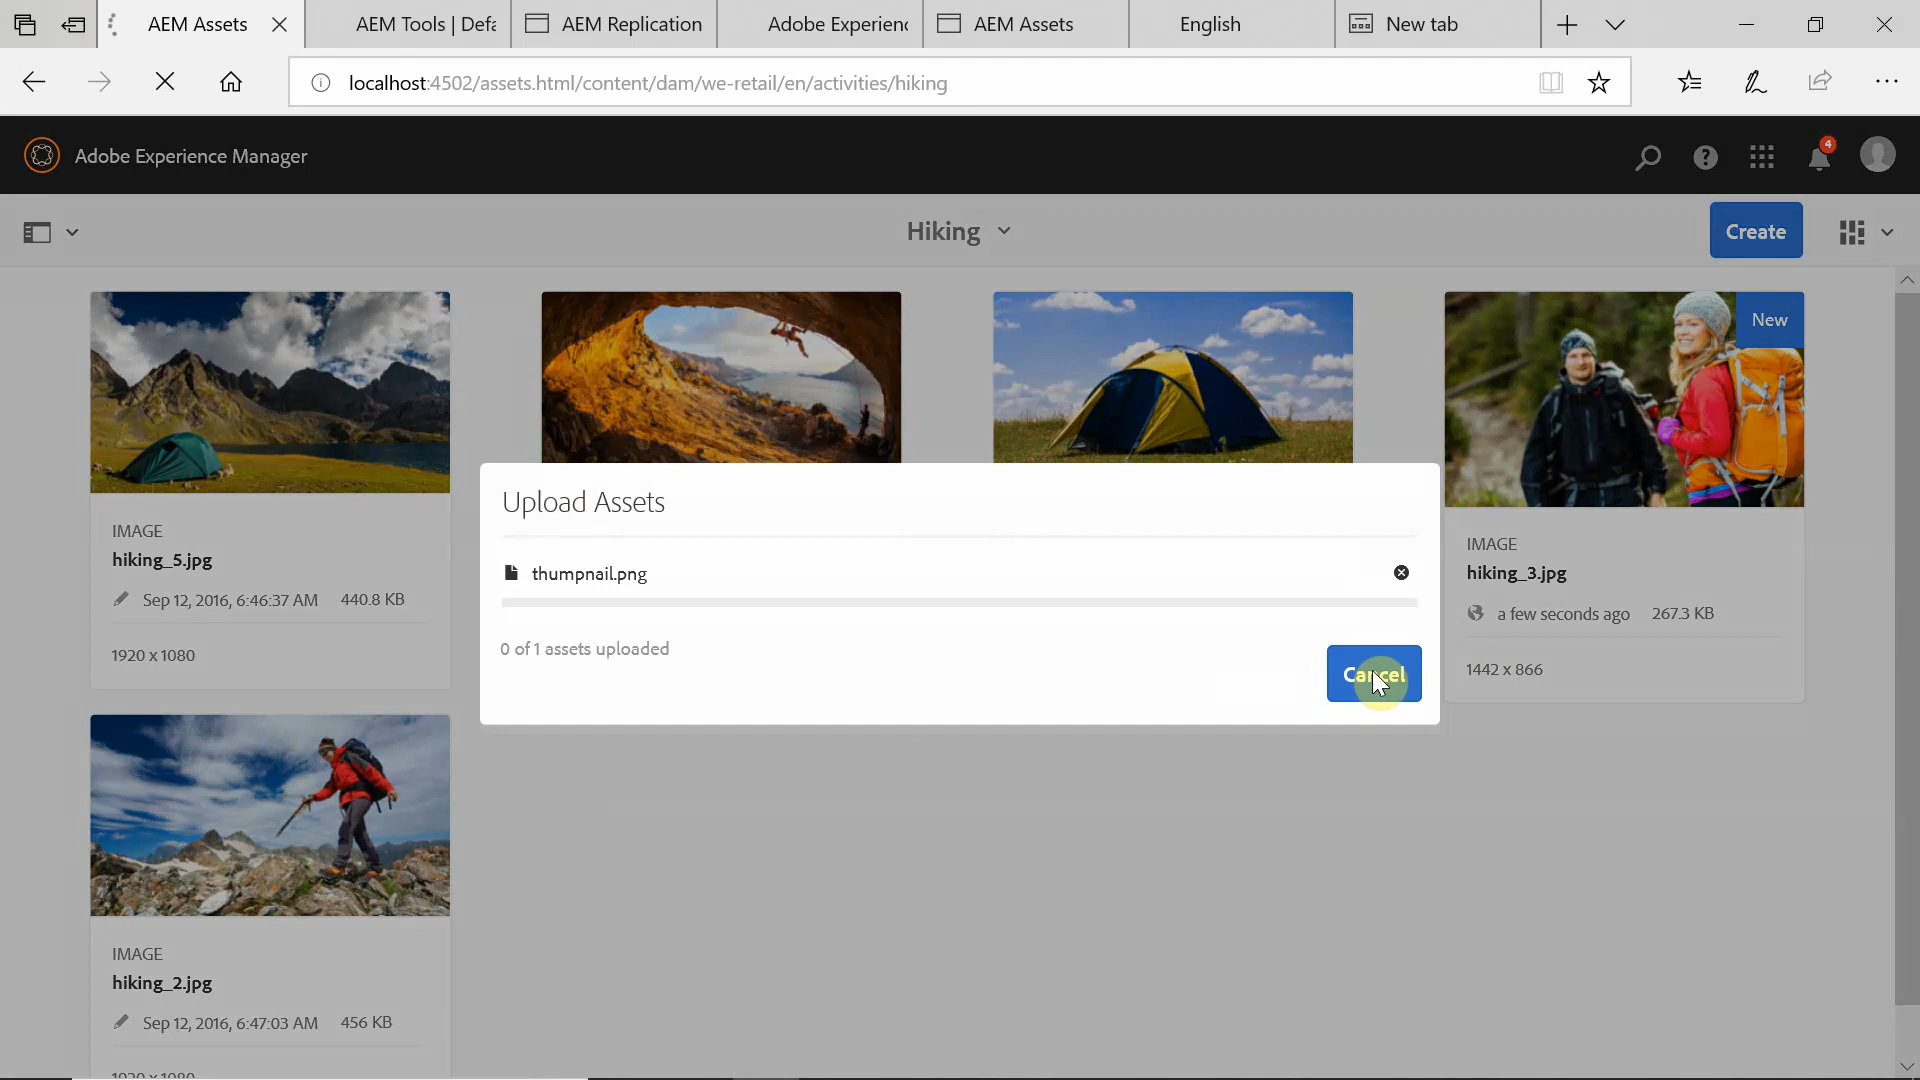 AEM Assets
AEM Tools | Defa
AEM Replication
Adobe Experienc
AEM Assets
English
New tab
localhost:4502/assets.html/content/dam/we-retail/en/activities/hiking
Adobe Experience Manager
4
Hiking
Create
New
Upload Assets
thumpnail.png
0 of 1 assets uploaded
Cancel
IMAGE
hiking_5.jpg
Sep 12, 2016, 6:46:37 AM 440.8 KB
1920 x 1080
IMAGE
hiking_3.jpg
a few seconds ago 267.3 KB
1442 x 866
IMAGE
hiking_2.jpg
Sep 12, 2016, 6:47:03 AM 456 KB
1920 x 1080